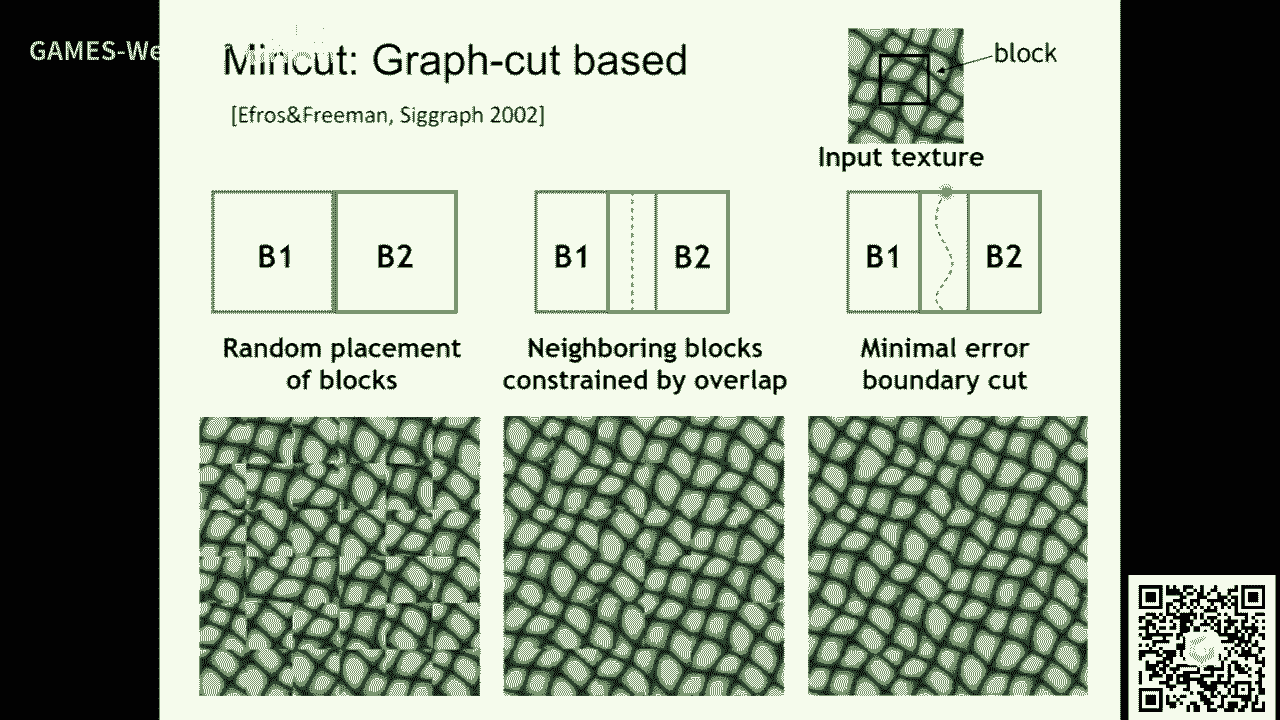 GAMES-We
Mincut: Graph-cut based
[Efros&Freeman, Siggraph 2002]
block
Input texture
B1 B2
B1 B2
B1 B2
Random placement
of blocks
Neighboring blocks
constrained by overlap
Minimal error
boundary cut